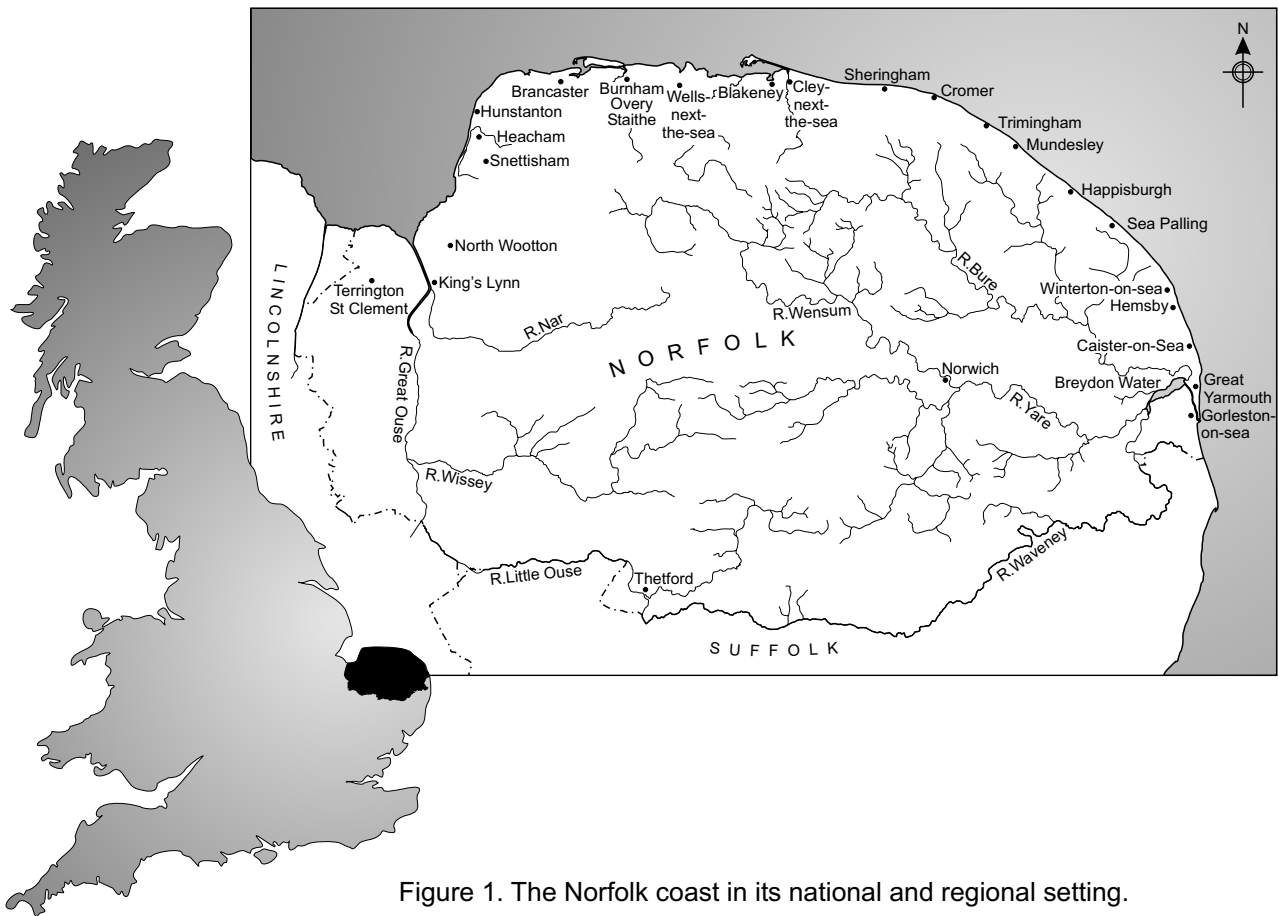 N
Sheringham
Cromer
Brancaster
Burnham
Overy
Staithe
Wells-
next-
the-sea
Blakeney
Cley-
next-
the-sea
Hunstanton
Trimingham
Heacham
Mundesley
Snettisham
Happisburgh
Sea Palling
North Wootton
R.Bure
King's Lynn
Terrington
St Clement
LINCOLNSHIRE
Winterton-on-sea
Hemsby
R.Nar
R.Wensum
NORFOLK
Caister-on-Sea
R.Great Ouse
Norwich
Breydon Water
Great
Yarmouth
Gorleston-
on-sea
R.Yare
R.Wissey
R.Waveney
R.Little Ouse
Thetford
SUFFOLK
Figure 1. The Norfolk coast in its national and regional setting.